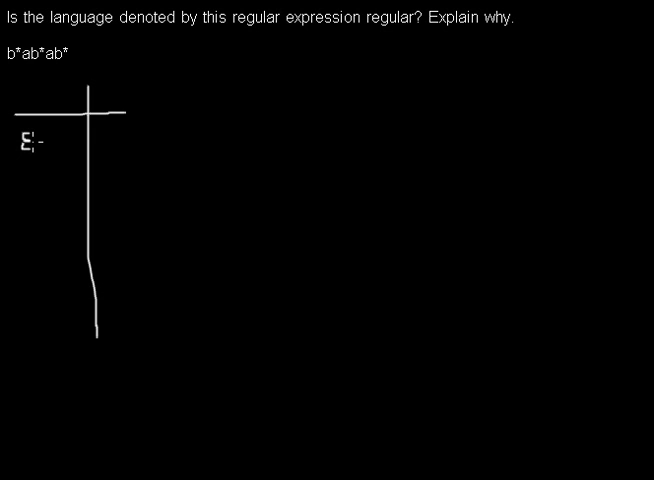 Is the language denoted by this regular expression regular? Explain why.
b*ab*ab*
ε